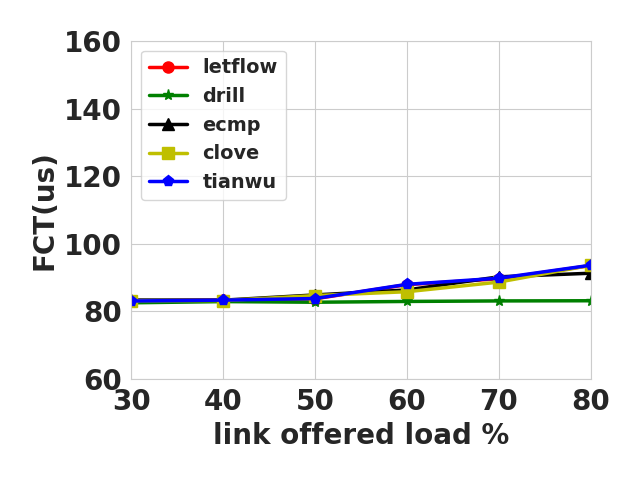 160
140
120
100
80
60
FCT(us)
letflow
drill
ecmp
clove
tianwu
30 40 50 60 70 80
link offered load %